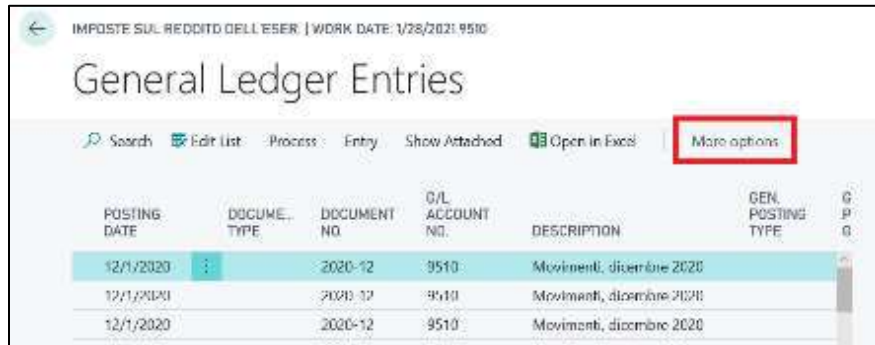 IMPOSTE SUL REDDITO DELL'ESER. | WORK DATE: 1/28/2021 9510
General Ledger Entries
Search Edit List Process Entry Show Attached Open in Excel More options
POSTING DATE DOCUME... TYPE DOCUMENT NO. G/L ACCOUNT NO. DESCRIPTION GEN. POSTING TYPE G P G
12/1/2020 2020-12 9510 Movimenti, dicembre 2020
12/1/2020 2020-12 9510 Movimenti, dicembre 2020
12/1/2020 2020-12 9510 Movimenti, dicembre 2020